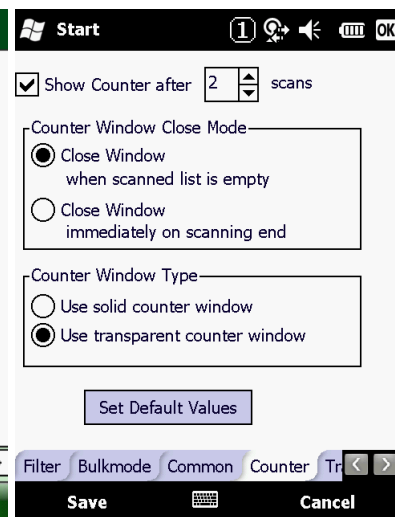 Start 1 OK
Show Counter after 2 scans
Counter Window Close Mode
Close Window
when scanned list is empty
Close Window
immediately on scanning end
Counter Window Type
Use solid counter window
Use transparent counter window
Set Default Values
Filter Bulkmode Common Counter
Save Cancel